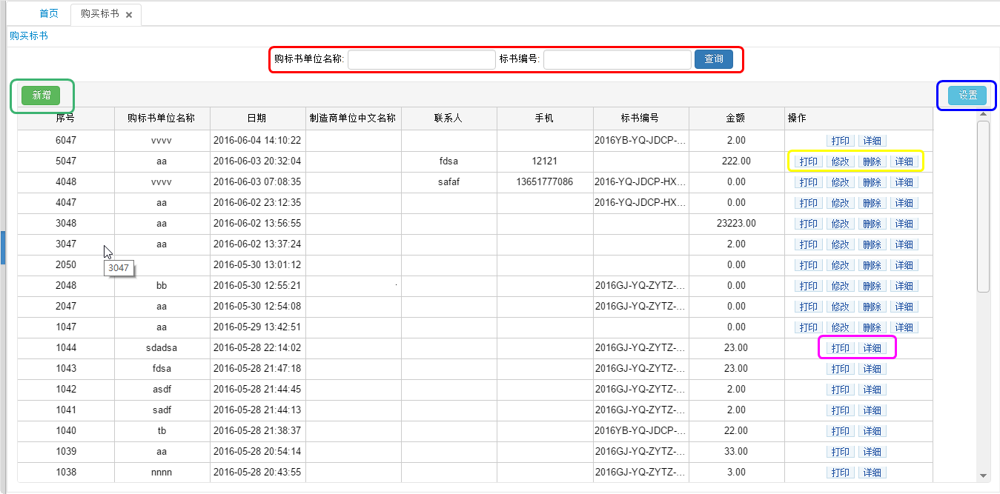 首页 购买标书 ×
购买标书
购标书单位名称: 标书编号: 查询
新增 设置
序号 购标书单位名称 日期 制造商单位中文名称 联系人 手机 标书编号 金额 操作
6047 vvvv 2016-06-04 14:10:22 2016YB-YQ-JDCP-... 2.00 打印 详细
5047 aa 2016-06-03 20:32:04 fdsa 12121 222.00 打印 修改 删除 详细
4048 vvvv 2016-06-03 07:08:35 safaf 13651777086 2016-YQ-JDCP-HX... 0.00 打印 修改 删除 详细
4047 aa 2016-06-02 23:12:35 2016-YQ-JDCP-HX... 0.00 打印 修改 删除 详细
3048 aa 2016-06-02 13:56:55 23223.00 打印 修改 删除 详细
3047 aa 2016-06-02 13:37:24 2.00 打印 修改 删除 详细
2050 2016-05-30 13:01:12 0.00 打印 修改 删除 详细
3047
2048 bb 2016-05-30 12:55:21 2016GJ-YQ-ZYTZ-... 0.00 打印 修改 删除 详细
2047 aa 2016-05-30 12:54:08 2016GJ-YQ-ZYTZ-... 0.00 打印 修改 删除 详细
1047 aa 2016-05-29 13:42:51 0.00 打印 修改 删除 详细
1044 sdadsa 2016-05-28 22:14:02 2016GJ-YQ-ZYTZ-... 23.00 打印 详细
1043 fdsa 2016-05-28 21:47:18 2016GJ-YQ-ZYTZ-... 23.00 打印 详细
1042 asdf 2016-05-28 21:44:45 2016GJ-YQ-ZYTZ-... 2.00 打印 详细
1041 sadf 2016-05-28 21:44:13 2016GJ-YQ-ZYTZ-... 2.00 打印 详细
1040 tb 2016-05-28 21:38:37 2016YB-YQ-JDCP-... 22.00 打印 详细
1039 aa 2016-05-28 20:54:14 2016GJ-YQ-ZYTZ-... 33.00 打印 详细
1038 nnnn 2016-05-28 20:43:55 2016GJ-YQ-ZYTZ-... 3.00 打印 详细